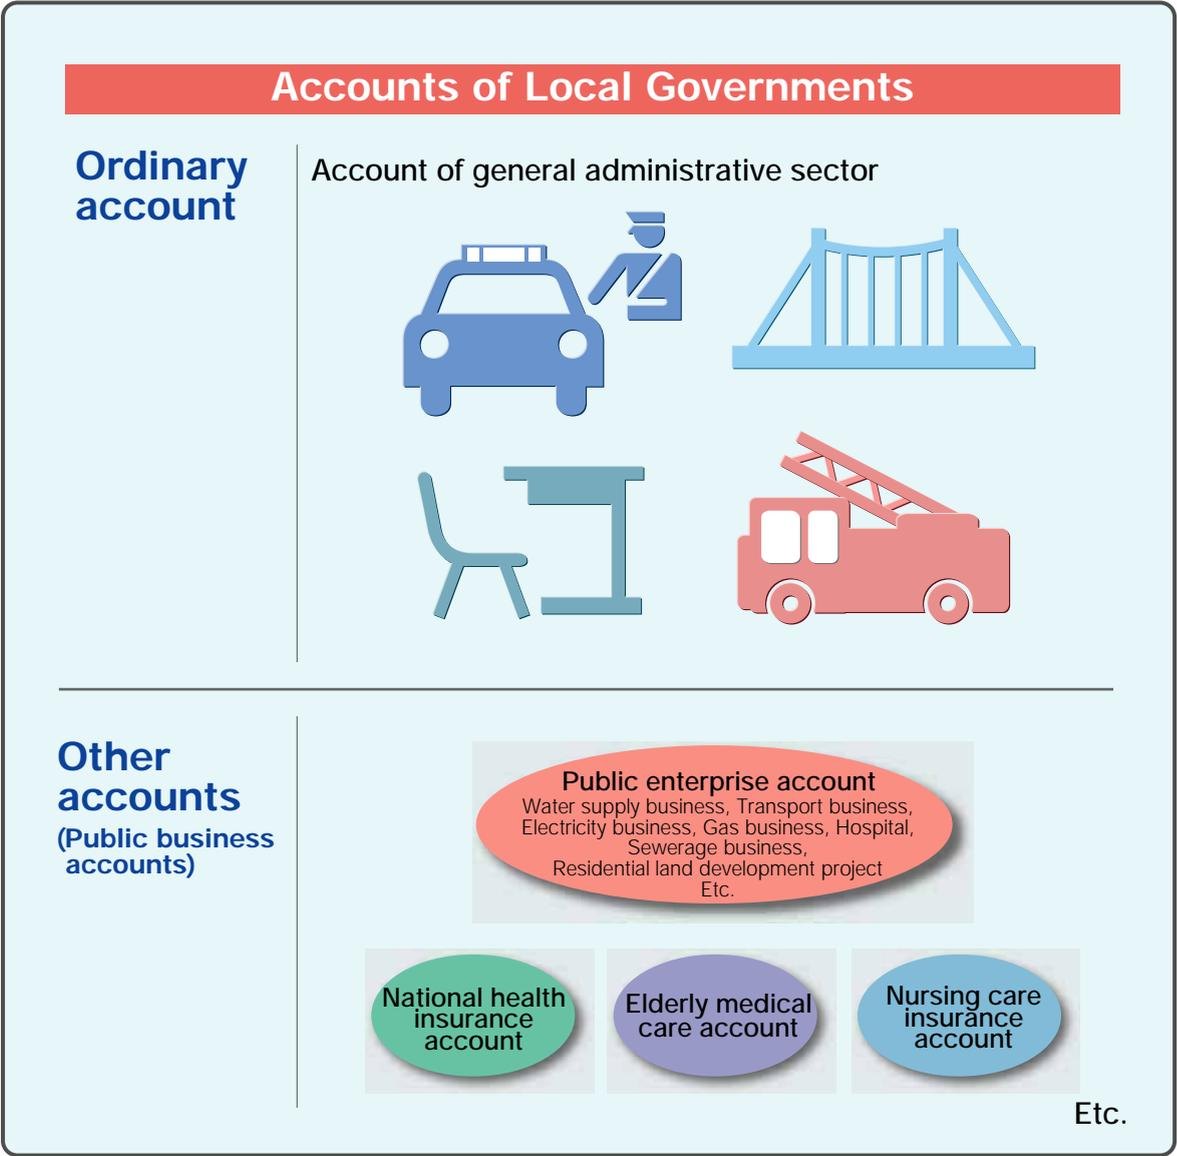 Accounts of Local Governments
Ordinary
account
Account of general administrative sector
Other
accounts
(Public business
accounts)
Public enterprise account
Water supply business, Transport business,
Electricity business, Gas business, Hospital,
Sewerage business,
Residential land development project
Etc.
National health
insurance
account
Elderly medical
care account
Nursing care
insurance
account
Etc.